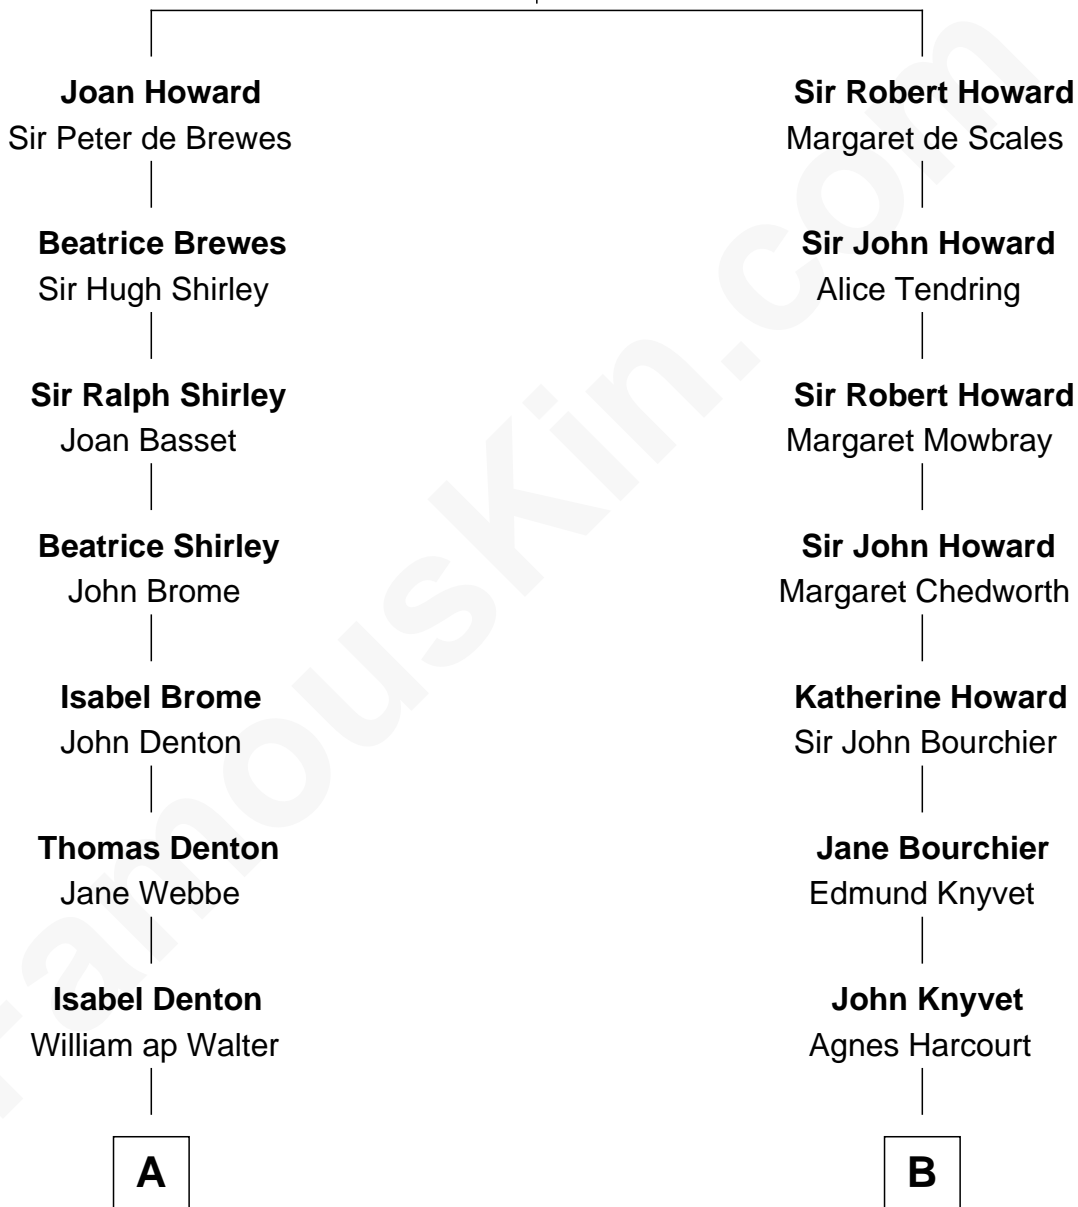 Joan Howard
Sir Peter de Brewes
Beatrice Brewes
Sir Hugh Shirley
Sir Ralph Shirley
Joan Basset
Beatrice Shirley
John Brome
Isabel Brome
John Denton
Thomas Denton
Jane Webbe
Isabel Denton
William ap Walter
A
Sir Robert Howard
Margaret de Scales
Sir John Howard
Alice Tendring
Sir Robert Howard
Margaret Mowbray
Sir John Howard
Margaret Chedworth
Katherine Howard
Sir John Bourchier
Jane Bourchier
Edmund Knyvet
John Knyvet
Agnes Harcourt
B
FamousKin.com